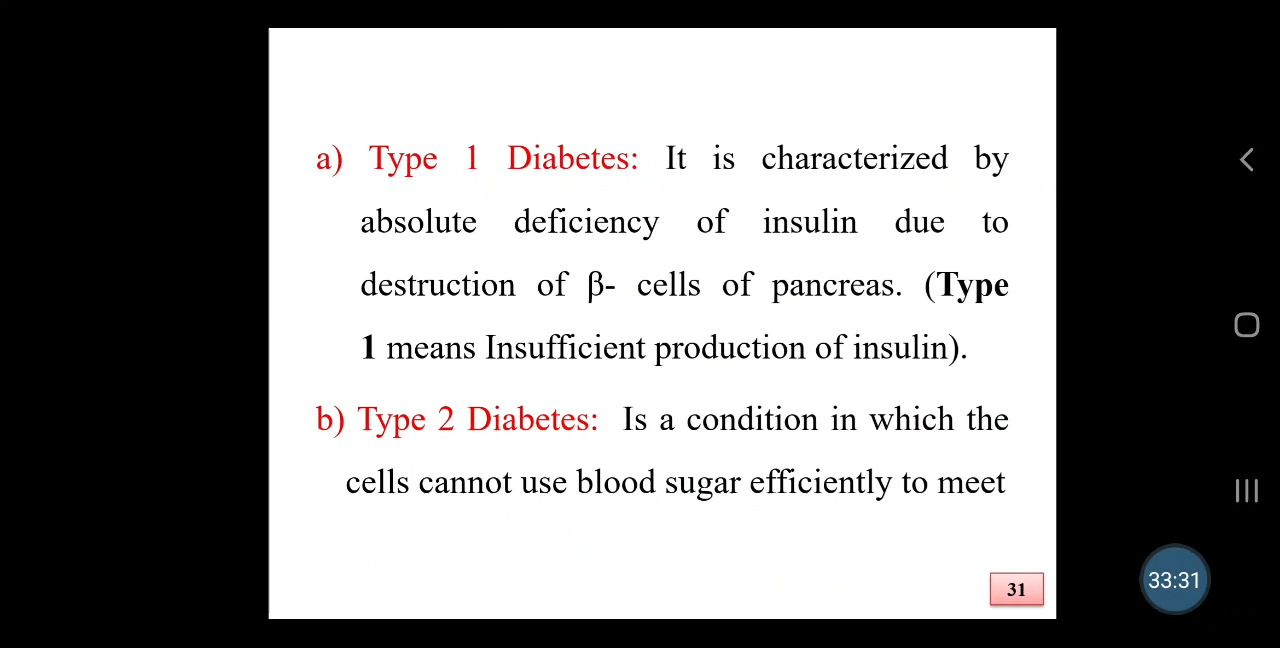 a) Type 1 Diabetes: It is characterized by
absolute deficiency of insulin due to
destruction of β- cells of pancreas. (Type
1 means Insufficient production of insulin).
b) Type 2 Diabetes: Is a condition in which the
cells cannot use blood sugar efficiently to meet
31
33:31